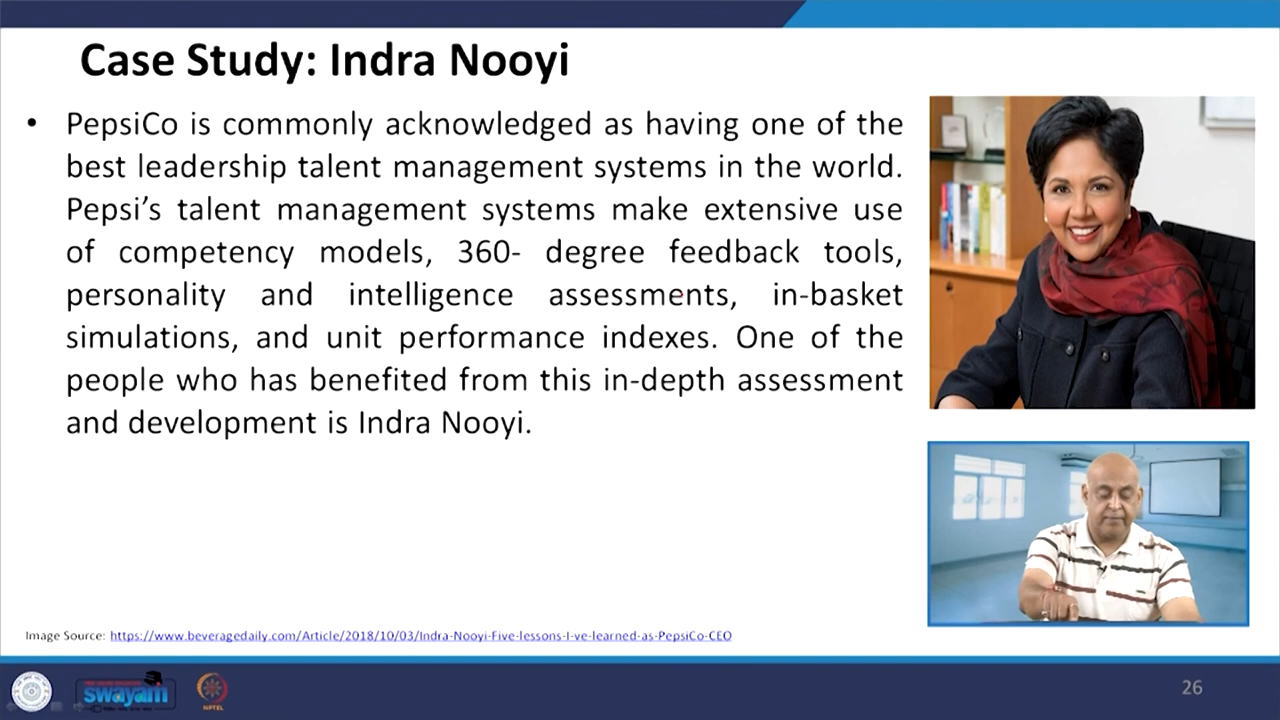 Case Study: Indra Nooyi
• PepsiCo is commonly acknowledged as having one of the
best leadership talent management systems in the world.
Pepsi’s talent management systems make extensive use
of competency models, 360- degree feedback tools,
personality and intelligence assessments, in-basket
simulations, and unit performance indexes. One of the
people who has benefited from this in-depth assessment
and development is Indra Nooyi.
Image Source: https://www.beveragedaily.com/Article/2018/10/03/Indra-Nooyi-Five-lessons-I-ve-learned-as-PepsiCo-CEO
swayam
NPTEL
26